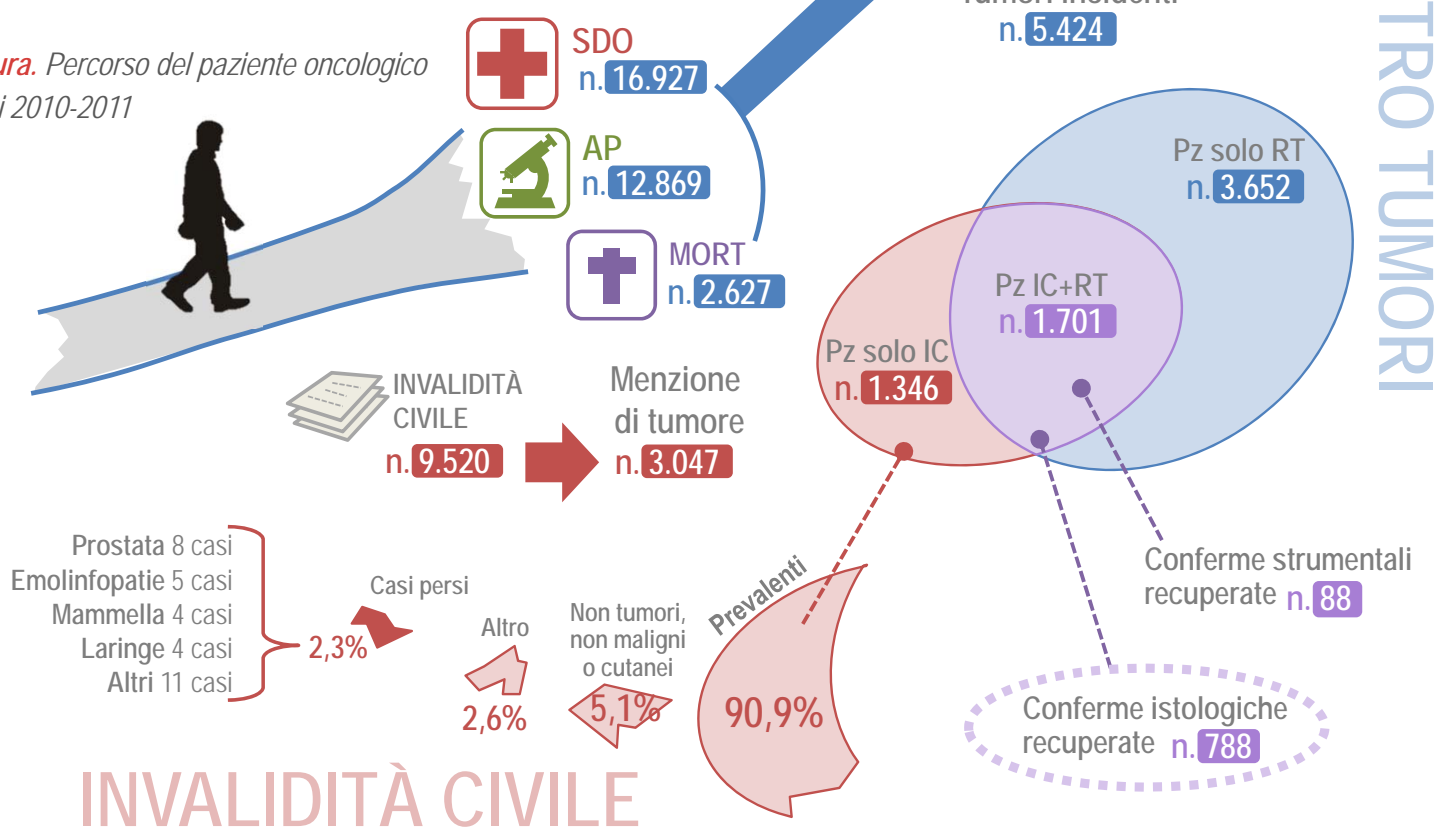 Tumori incidenti
n. 5.424
ura. Percorso del paziente oncologico
i 2010-2011
SDO
n. 16.927
AP
n. 12.869
MORT
n. 2.627
TRO TUMORI
Pz solo RT
n. 3.652
Pz IC+RT
n. 1.701
Pz solo IC
n. 1.346
INVALIDITÀ
CIVILE
n. 9.520
Menzione
di tumore
n. 3.047
Prostata 8 casi
Emolinfopatie 5 casi
Mammella 4 casi
Laringe 4 casi
Altri 11 casi
2,3%
Casi persi
Altro
2,6%
Non tumori,
non maligni
o cutanei
5,1%
Prevalenti
90,9%
Conferme strumentali
recuperate n. 88
Conferme istologiche
recuperate n. 788
INVALIDITÀ CIVILE